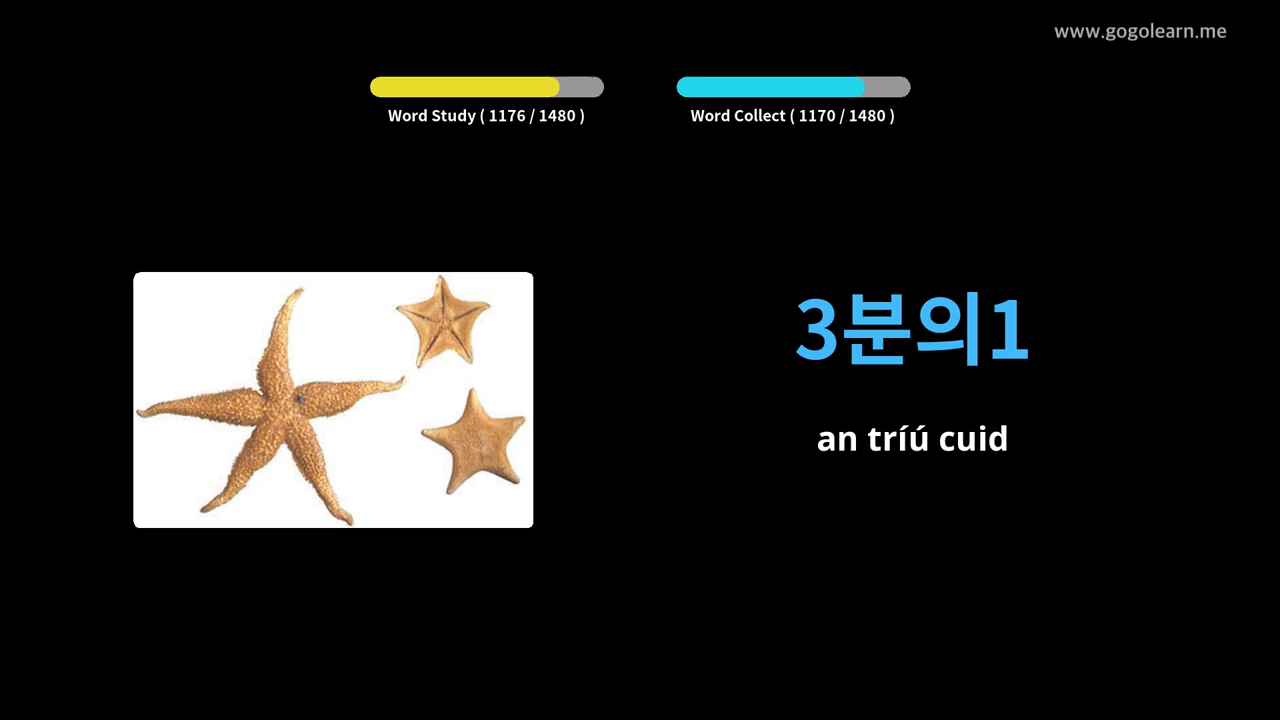 www.gogolearn.me
Word Study ( 1176 / 1480 )
Word Collect ( 1170 / 1480 )
3분의1
an tríú cuid